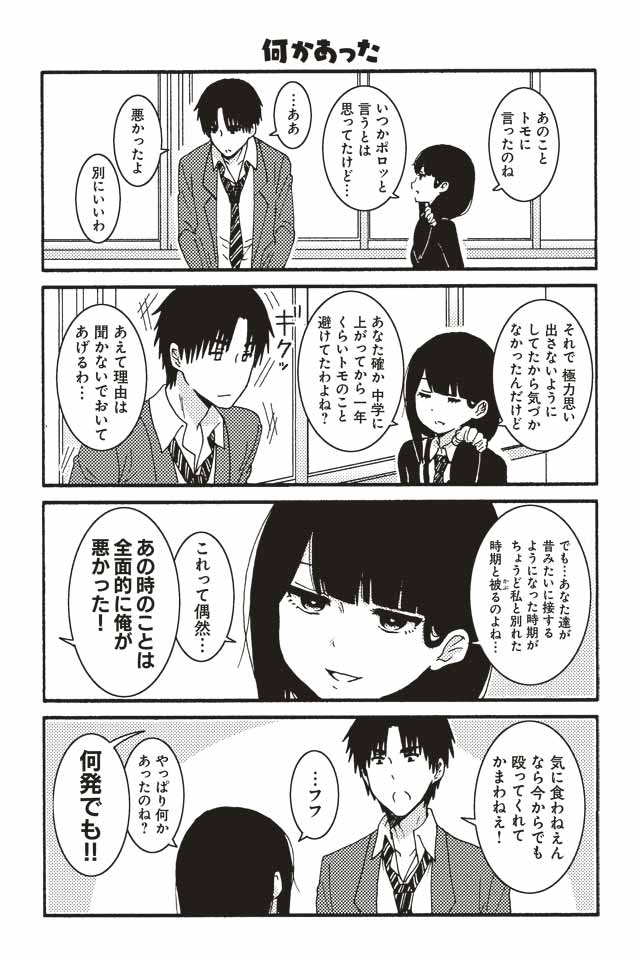 何かあった
あのこと
トモに
言ったのね
いつかポロッと
言うとは
思ってたけど…
…ああ
悪かったよ
別にいいわ
それで 極力思い
出さないように
してたから気づか
なかったんだけど
あなた確か 中学に
上がってから一年
くらいトモのこと
避けてたわよね?
ギクッ
あえて理由は
聞かないでおいて
あげるわ…
でも…あなた達が
昔みたいに接する
ようになった時期が
ちょうど私と別れた
時期と被るのよね…
かぶ
これって偶然…
あの時のことは
全面的に俺が
悪かった!
気に食わねえん
なら今からでも
殴ってくれて
かまわねえ!
…フフ
やっぱり何か
あったのね?
何発でも!!